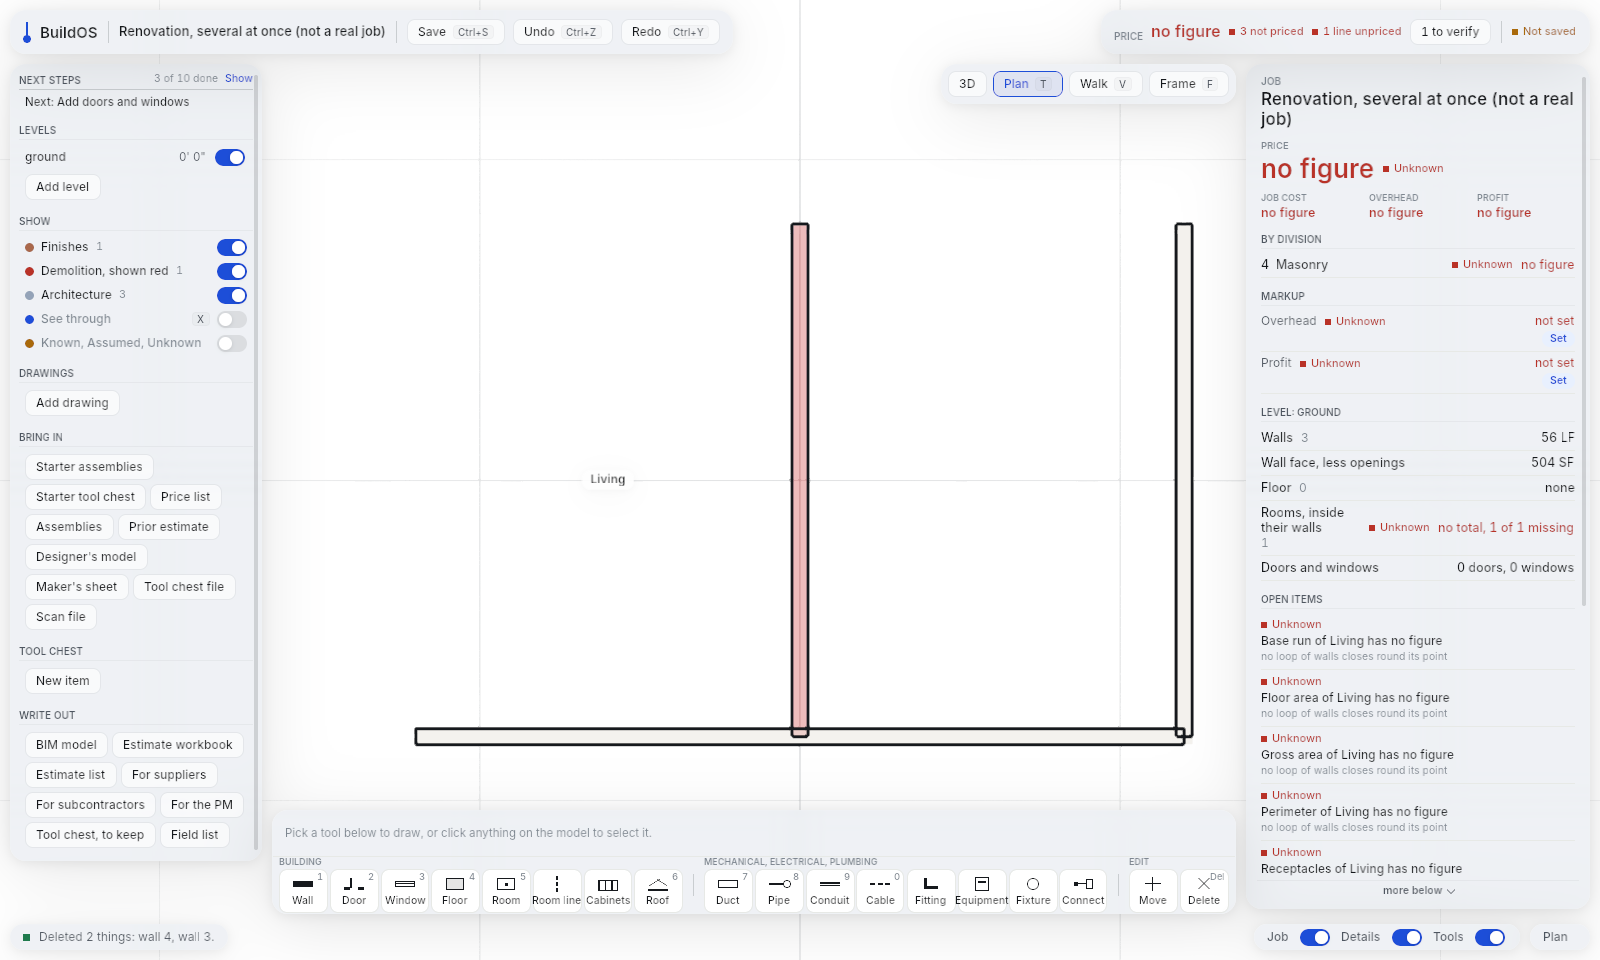 BuildOS
Renovation, several at once (not a real job)
Save Ctrl+S
Undo Ctrl+Z
Redo Ctrl+Y
PRICE no figure 3 not priced 1 line unpriced 1 to verify Not saved
NEXT STEPS 3 of 10 done Show
Next: Add doors and windows
LEVELS
ground 0' 0"
Add level
SHOW
Finishes 1
Demolition, shown red 1
Architecture 3
See through X
Known, Assumed, Unknown
DRAWINGS
Add drawing
BRING IN
Starter assemblies
Starter tool chest Price list
Assemblies Prior estimate
Designer's model
Maker's sheet Tool chest file
Scan file
TOOL CHEST
New item
WRITE OUT
BIM model Estimate workbook
Estimate list For suppliers
For subcontractors For the PM
Tool chest, to keep Field list
Deleted 2 things: wall 4, wall 3.
3D Plan T Walk V Frame F
Living
Pick a tool below to draw, or click anything on the model to select it.
BUILDING
Wall 1
Door 2
Window 3
Floor 4
Room 5
Room line
Cabinets
Roof 6
MECHANICAL, ELECTRICAL, PLUMBING
Duct 7
Pipe 8
Conduit 9
Cable 0
Fitting
Equipment
Fixture
Connect
EDIT
Move
Delete Del
JOB
Renovation, several at once (not a real
job)
PRICE
no figure Unknown
JOB COST OVERHEAD PROFIT
no figure no figure no figure
BY DIVISION
4 Masonry Unknown no figure
MARKUP
Overhead Unknown not set
Set
Profit Unknown not set
Set
LEVEL: GROUND
Walls 3 56 LF
Wall face, less openings 504 SF
Floor 0 none
Rooms, inside
their walls Unknown no total, 1 of 1 missing
1
Doors and windows 0 doors, 0 windows
OPEN ITEMS
Unknown
Base run of Living has no figure
no loop of walls closes round its point
Unknown
Floor area of Living has no figure
no loop of walls closes round its point
Unknown
Gross area of Living has no figure
no loop of walls closes round its point
Unknown
Perimeter of Living has no figure
no loop of walls closes round its point
Unknown
Receptacles of Living has no figure
more below
Job Details Tools Plan